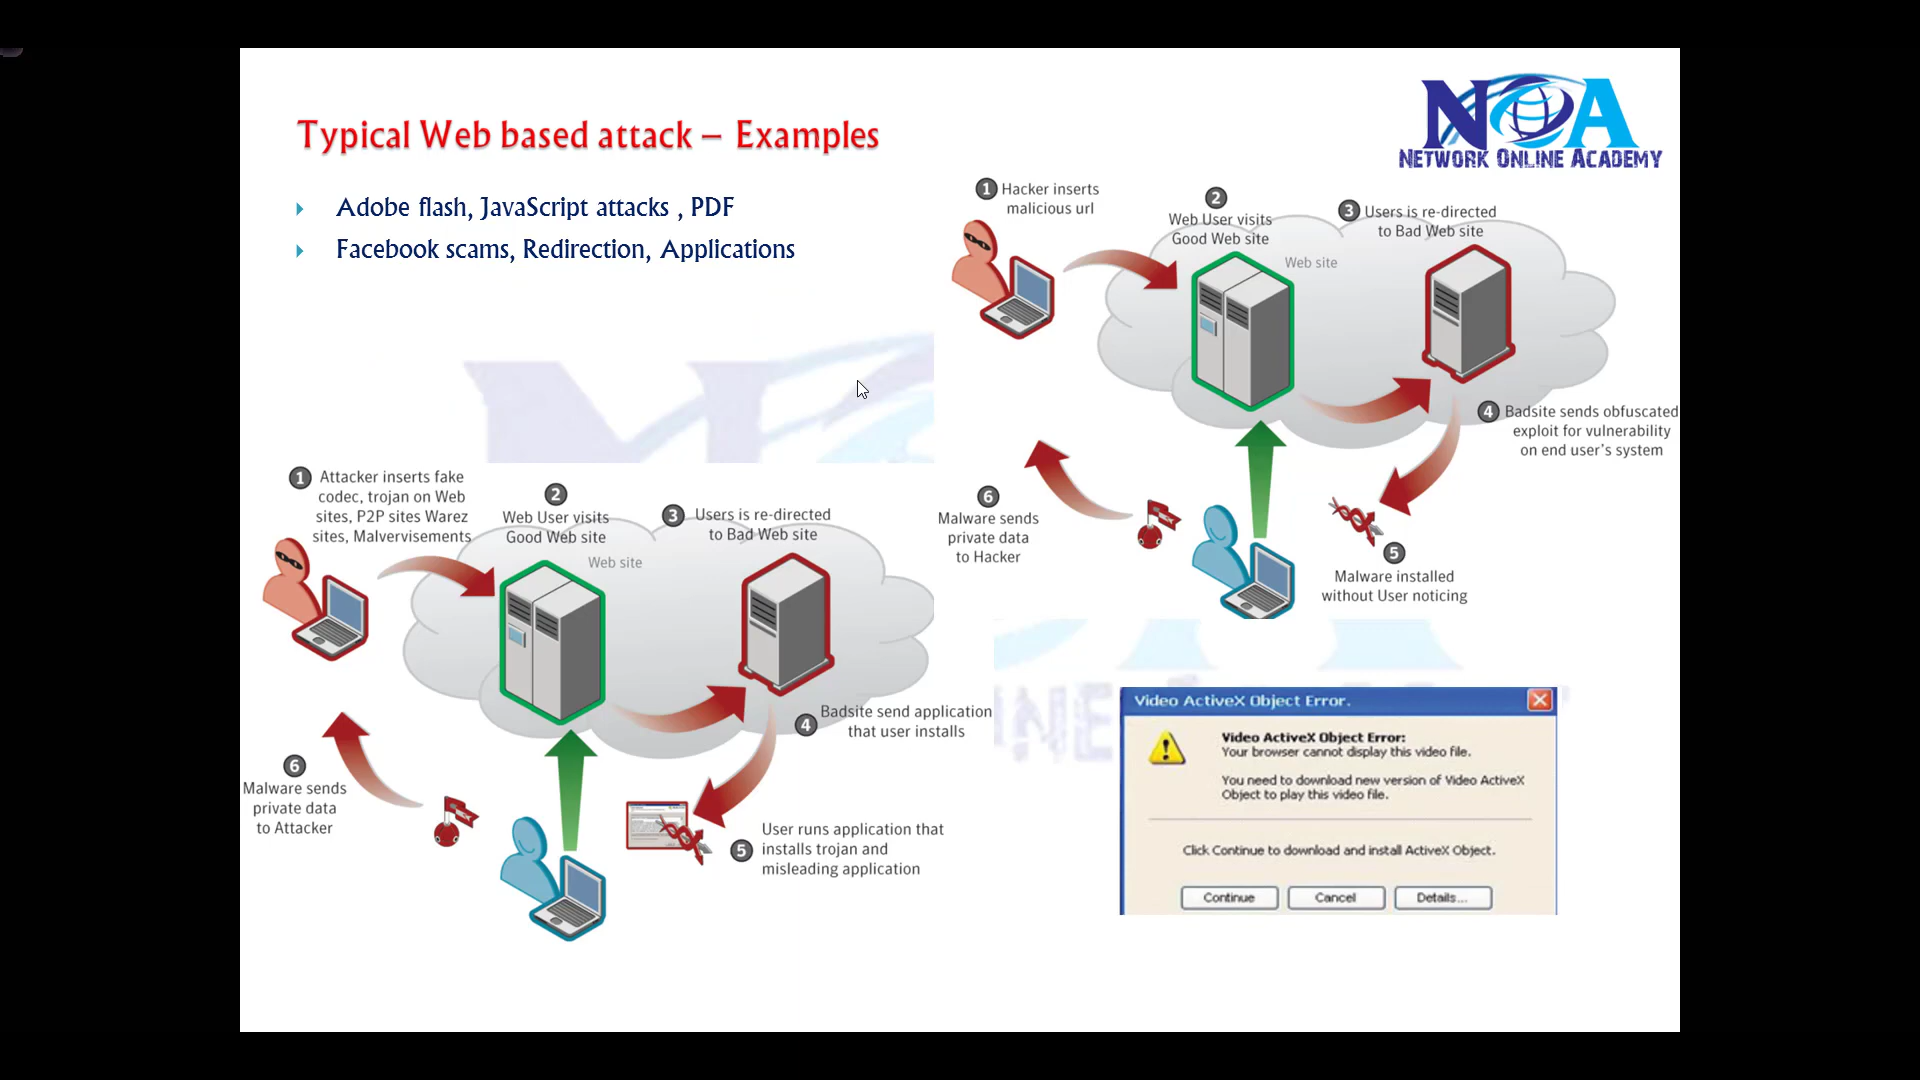 Typical Web based attack – Examples
NOA
NETWORK ONLINE ACADEMY
Adobe flash, JavaScript attacks , PDF
Facebook scams, Redirection, Applications
1 Hacker inserts
malicious url
2
Web User visits
Good Web site
3 Users is re-directed
to Bad Web site
Web site
4 Badsite sends obfuscated
exploit for vulnerability
on end user's system
5
Malware installed
without User noticing
6
Malware sends
private data
to Hacker
1 Attacker inserts fake
codec, trojan on Web
sites, P2P sites Warez
sites, Malvervisements
2
Web User visits
Good Web site
3 Users is re-directed
to Bad Web site
Web site
4 Badsite send application
that user installs
5 User runs application that
installs trojan and
misleading application
6
Malware sends
private data
to Attacker
Video ActiveX Object Error.
Video ActiveX Object Error:
Your browser cannot display this video file.
You need to download new version of Video ActiveX
Object to play this video file.
Click Continue to download and install ActiveX Object.
Continue
Cancel
Details...